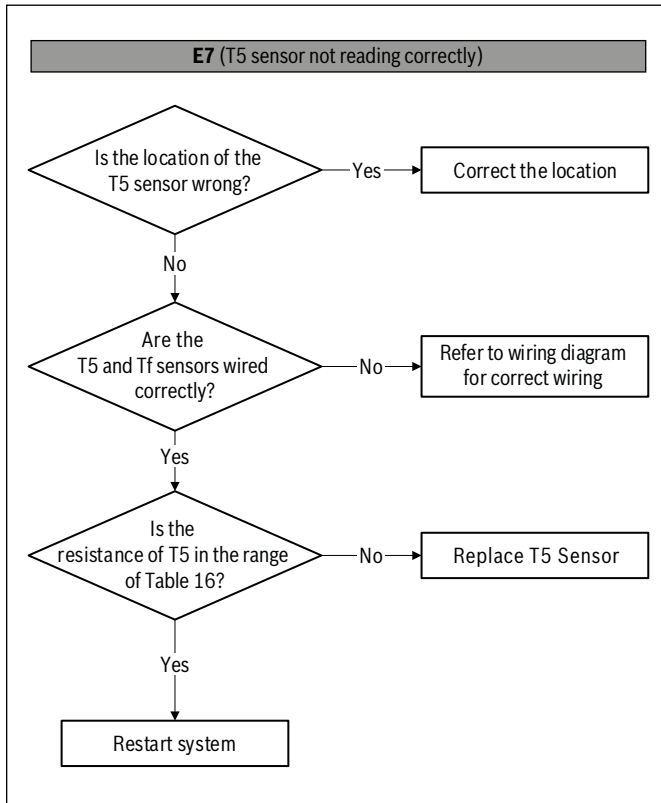 E7 (T5 sensor not reading correctly)
Is the location of the
T5 sensor wrong?
Yes
Correct the location
No
Are the
T5 and Tf sensors wired
correctly?
No
Refer to wiring diagram
for correct wiring
Yes
Is the
resistance of T5 in the range
of Table 16?
No
Replace T5 Sensor
Yes
Restart system